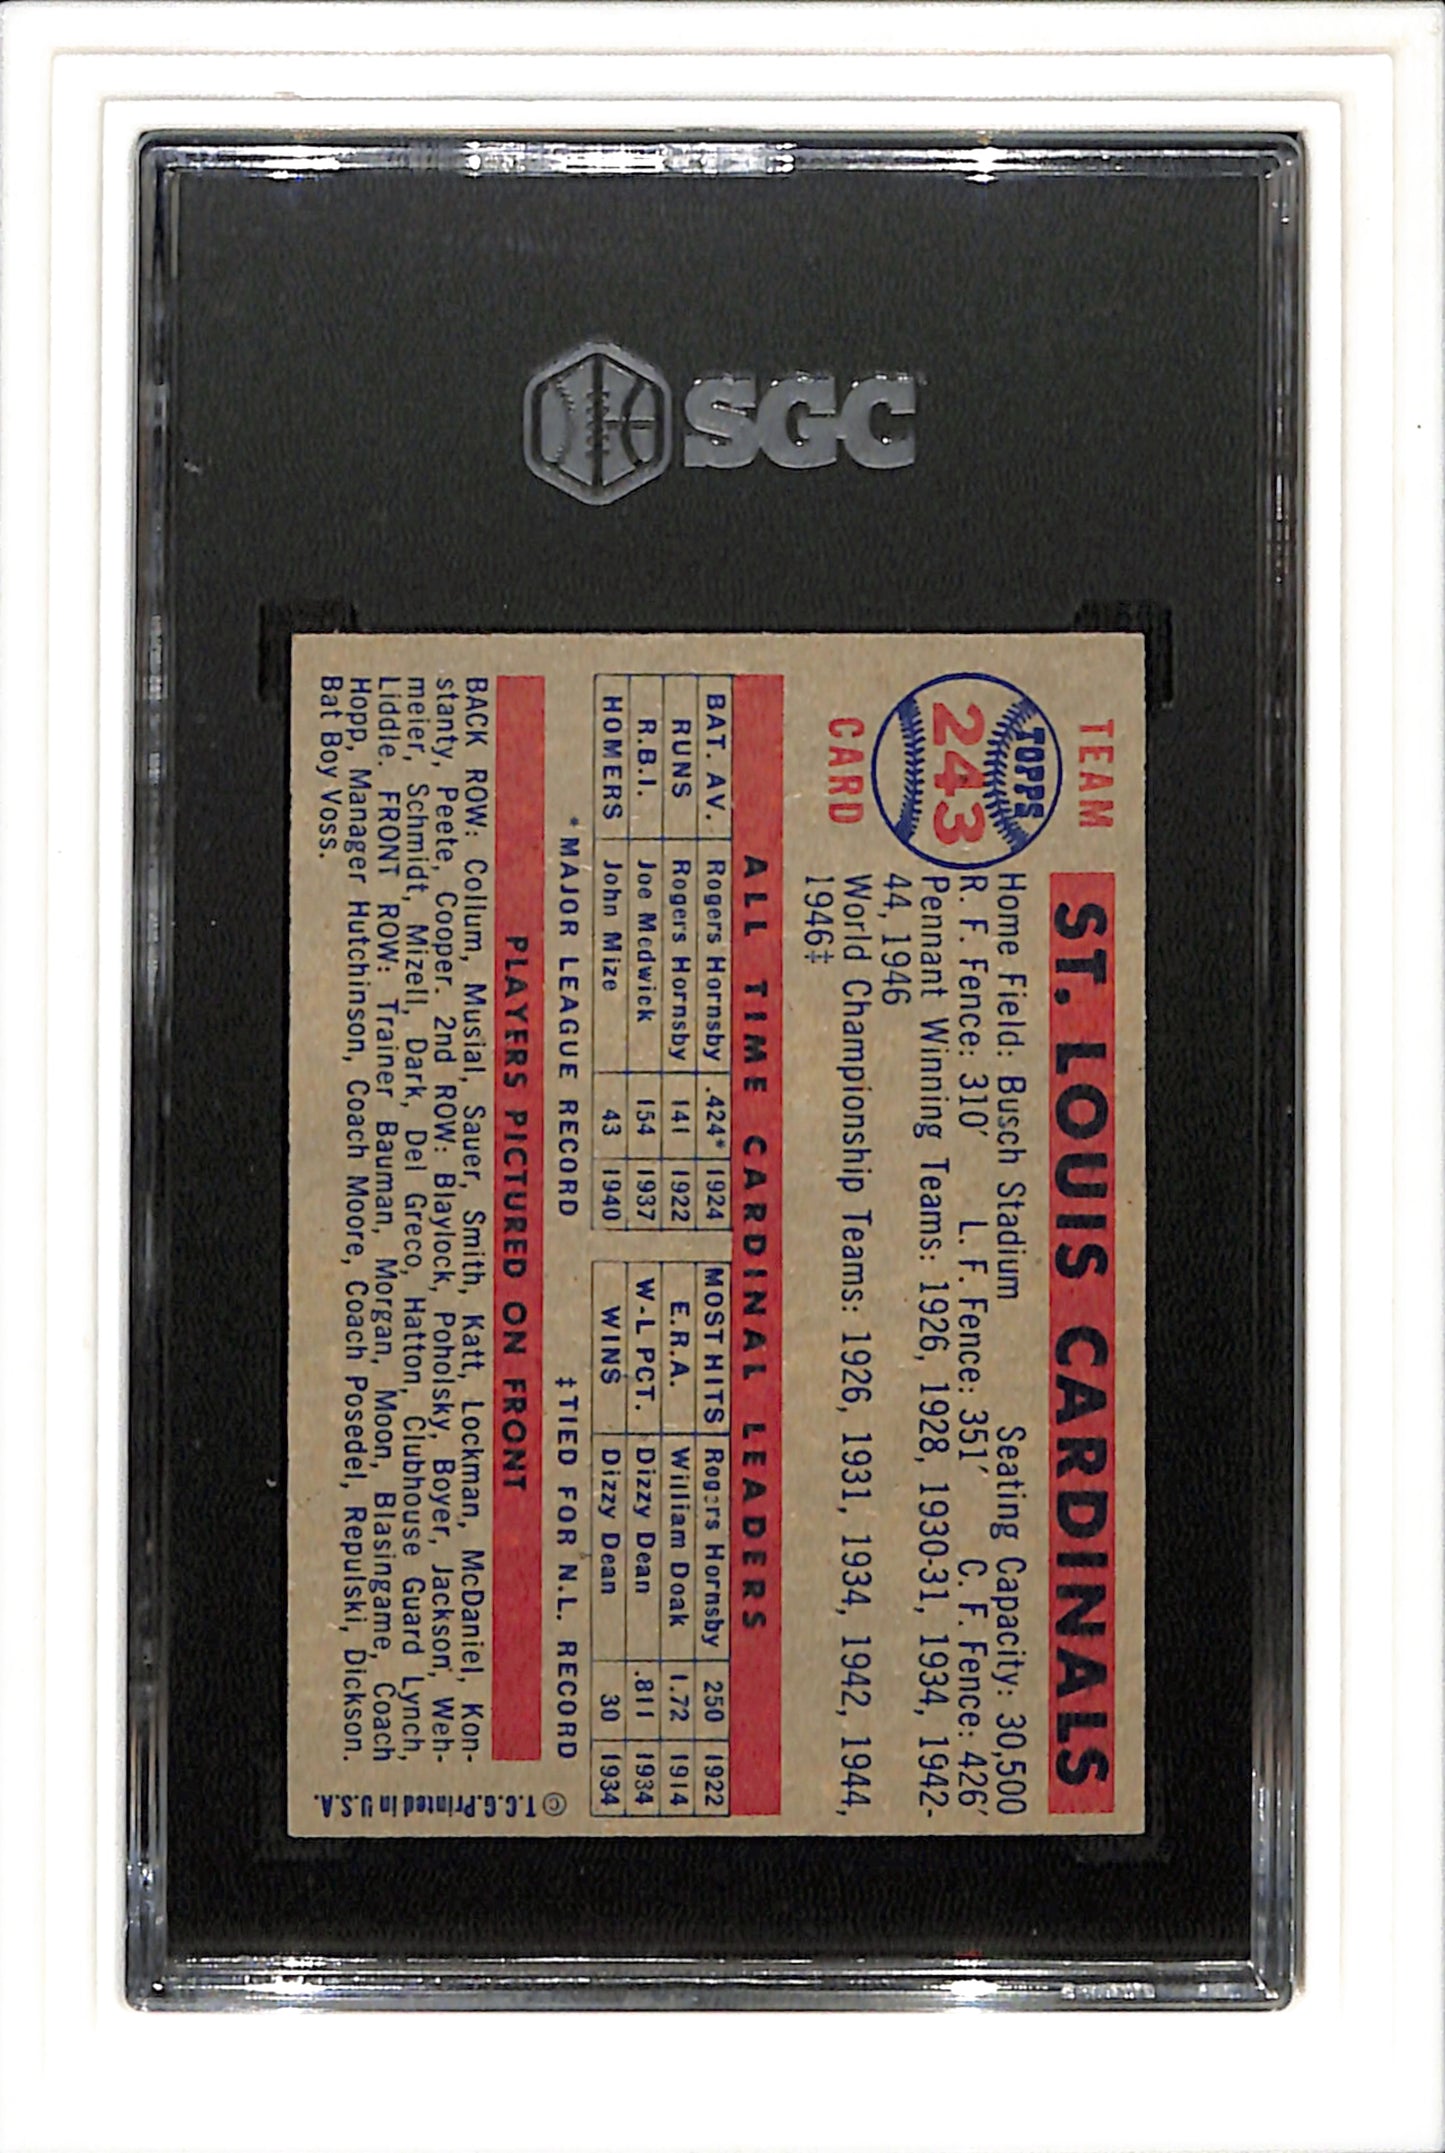 SGC
TEAM
TOPPS
243
CARD
ST. LOUIS CARDINALS
Home Field: Busch Stadium Seating Capacity: 30,500
R. F. Fence: 310′ L. F. Fence: 351′ C. F. Fence: 426′
Pennant Winning Teams: 1926, 1928, 1930-31, 1934, 1942-
44, 1946
World Championship Teams: 1926, 1931, 1934, 1942, 1944,
1946‡
ALL TIME CARDINAL LEADERS
BAT. AV. Rogers Hornsby .424* 1924 MOST HITS Rogers Hornsby 250 1922
RUNS Rogers Hornsby 141 1922 E.R.A. William Doak 1.72 1914
R.B.I. Joe Medwick 154 1937 W-L PCT. Dizzy Dean .811 1934
HOMERS John Mize 43 1940 WINS Dizzy Dean 30 1934
*MAJOR LEAGUE RECORD ‡TIED FOR N.L. RECORD
PLAYERS PICTURED ON FRONT
BACK ROW: Collum, Musial, Sauer, Smith, Katt, Lockman, McDaniel, Kon-
stanty, Peete, Cooper. 2nd ROW: Blaylock, Poholsky, Boyer, Jackson, Weh-
meier, Schmidt, Mizell, Dark, Del Greco, Hatton, Clubhouse Guard Lynch,
Liddle. FRONT ROW: Trainer Bauman, Morgan, Moon, Blasingame, Coach
Hopp, Manager Hutchinson, Coach Moore, Coach Posedel, Repulski, Dickson.
Bat Boy Voss.
© T.C.G. Printed in U.S.A.